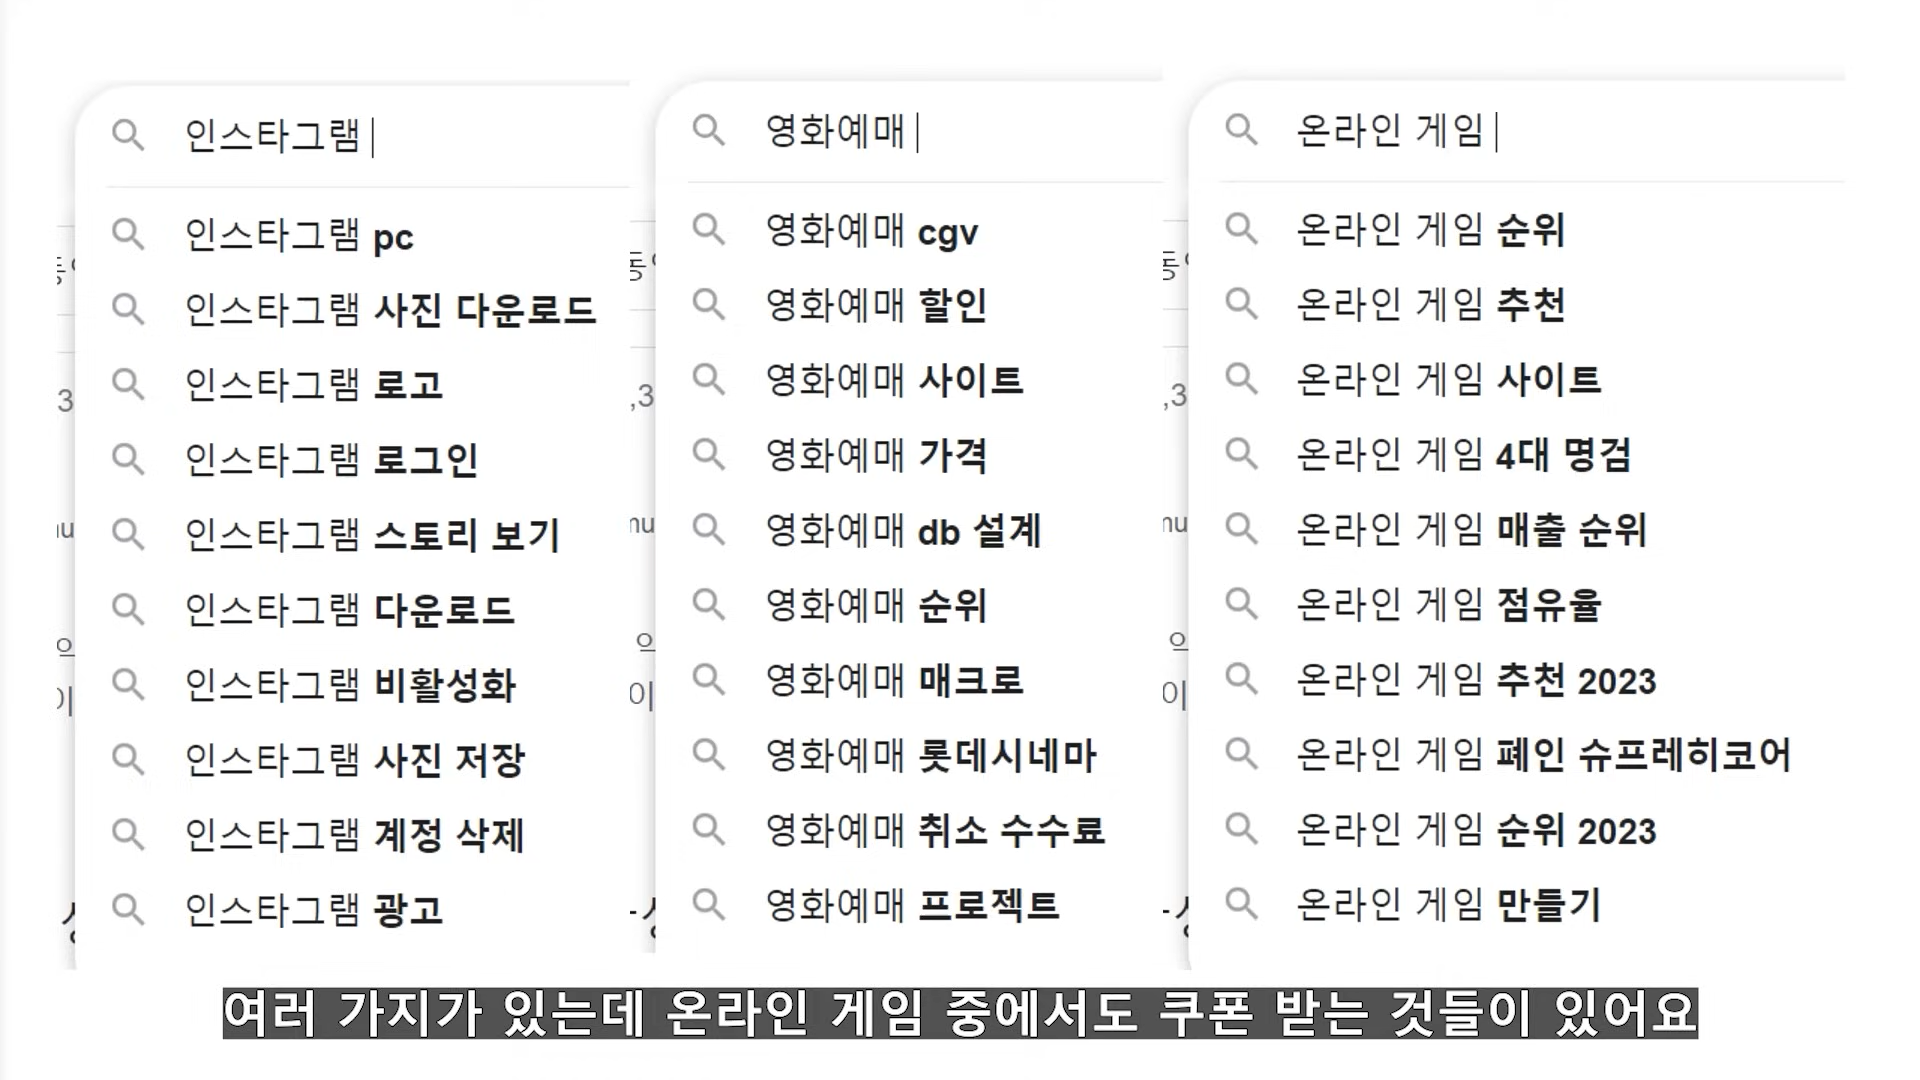 인스타그램
인스타그램 pc
인스타그램 사진 다운로드
인스타그램 로고
인스타그램 로그인
인스타그램 스토리 보기
인스타그램 다운로드
인스타그램 비활성화
인스타그램 사진 저장
인스타그램 계정 삭제
인스타그램 광고
영화예매
영화예매 cgv
영화예매 할인
영화예매 사이트
영화예매 가격
영화예매 db 설계
영화예매 순위
영화예매 매크로
영화예매 롯데시네마
영화예매 취소 수수료
영화예매 프로젝트
온라인 게임
온라인 게임 순위
온라인 게임 추천
온라인 게임 사이트
온라인 게임 4대 명검
온라인 게임 매출 순위
온라인 게임 점유율
온라인 게임 추천 2023
온라인 게임 폐인 슈프레히코어
온라인 게임 순위 2023
온라인 게임 만들기
여러 가지가 있는데 온라인 게임 중에서도 쿠폰 받는 것들이 있어요